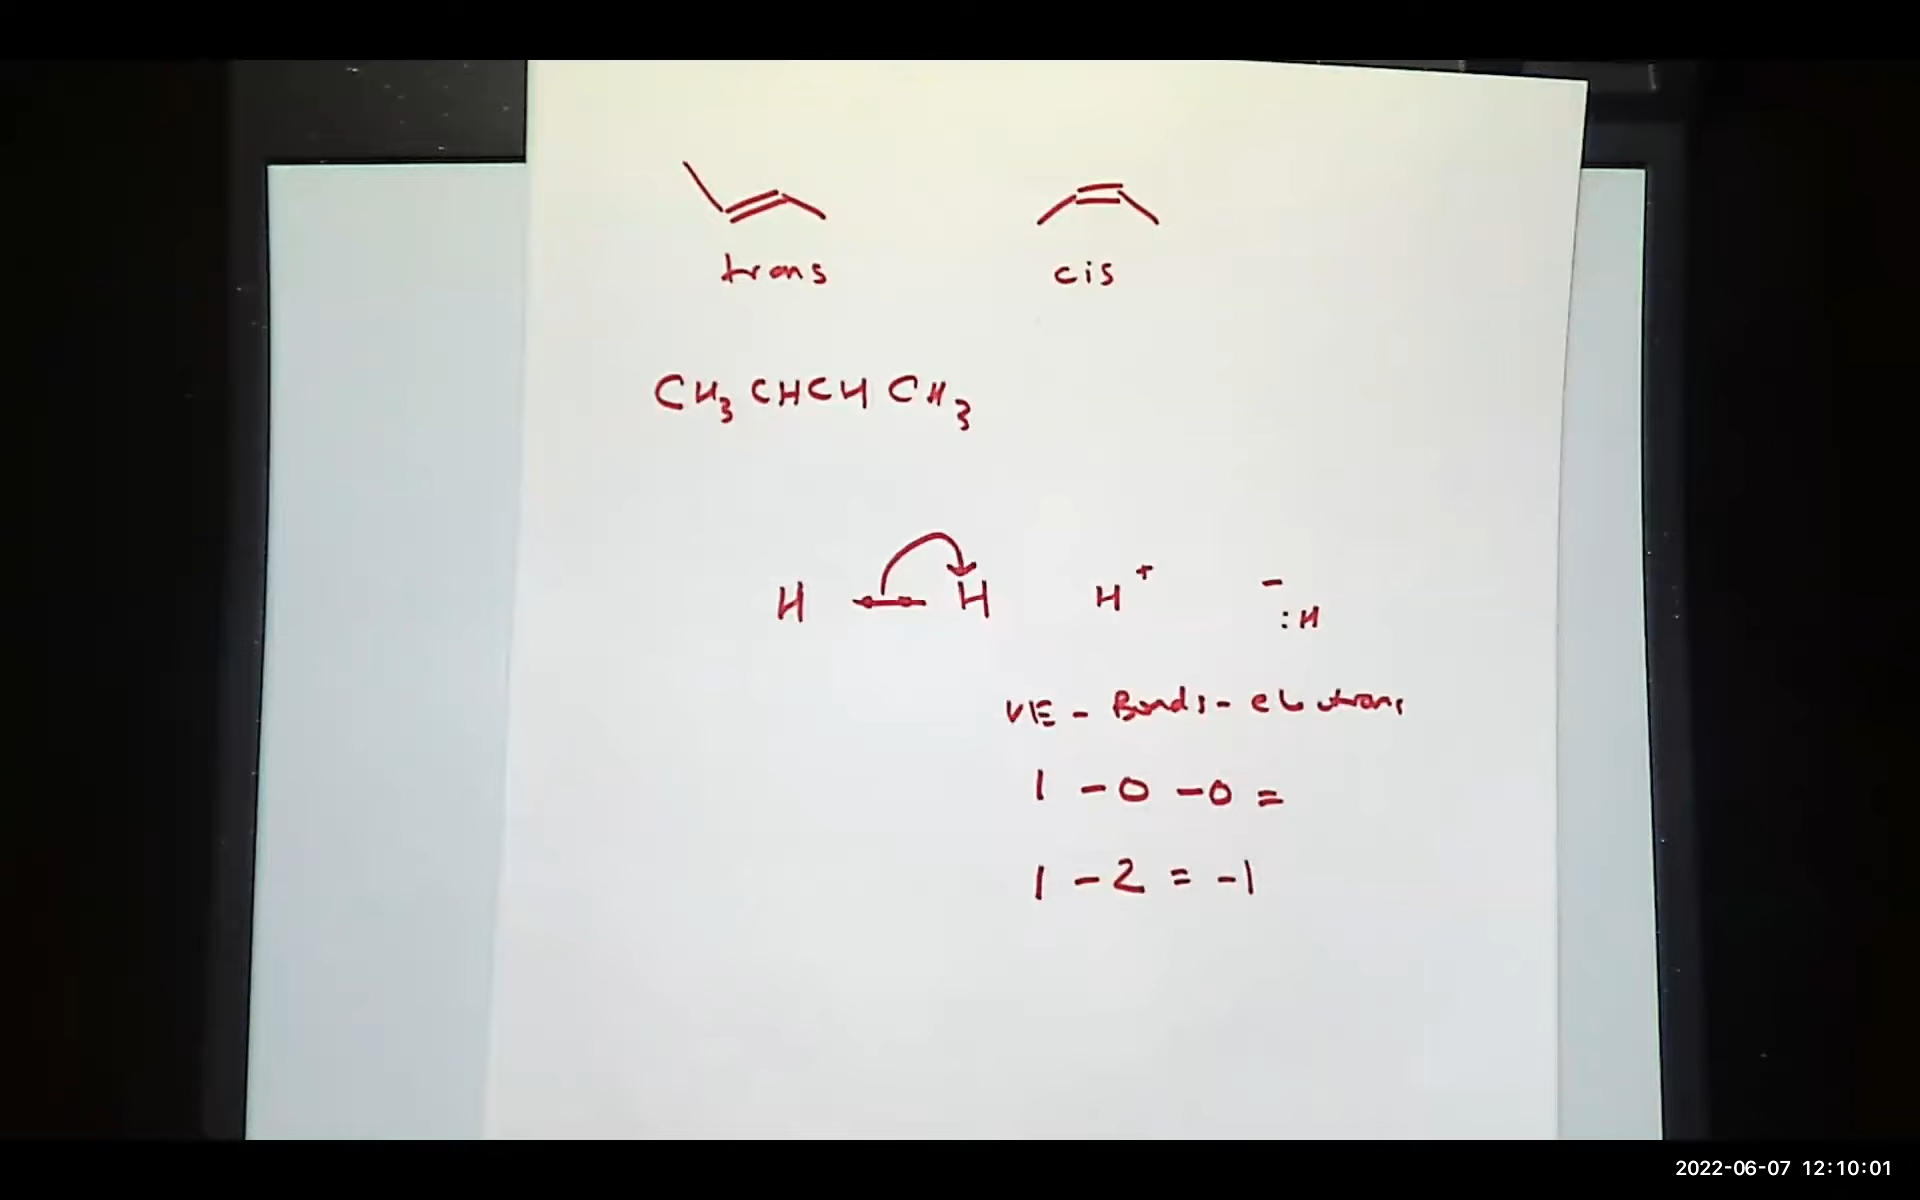 trans cis
CH3CHCHCH3
H H H+ - :H
VE - Bonds - electrons
1 - 0 - 0 =
1 - 2 = -1
2022-06-07 12:10:01